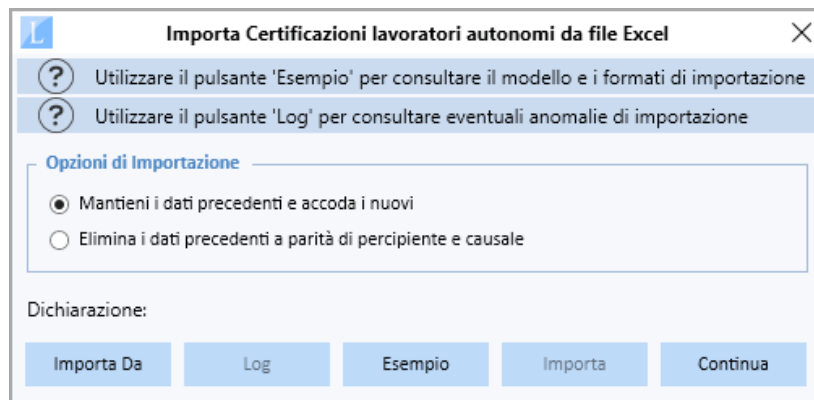 L
Importa Certificazioni lavoratori autonomi da file Excel
? Utilizzare il pulsante 'Esempio' per consultare il modello e i formati di importazione
? Utilizzare il pulsante 'Log' per consultare eventuali anomalie di importazione
Opzioni di Importazione
Mantieni i dati precedenti e accoda i nuovi
Elimina i dati precedenti a parità di percipiente e causale
Dichiarazione:
Importa Da Log Esempio Importa Continua